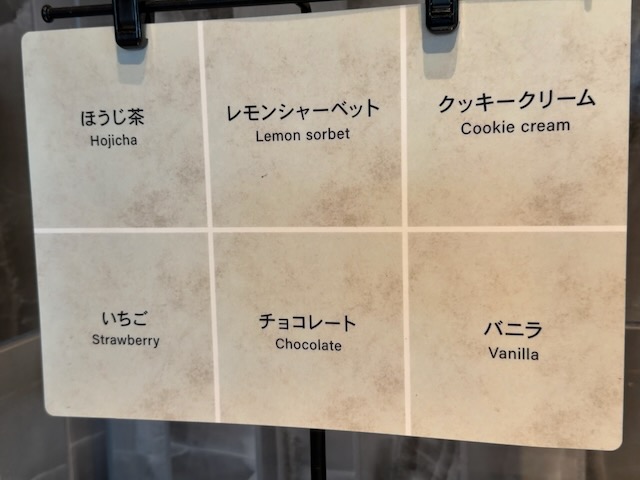 ほうじ茶
Hojicha
レモンシャーベット
Lemon sorbet
クッキークリーム
Cookie cream
いちご
Strawberry
チョコレート
Chocolate
バニラ
Vanilla